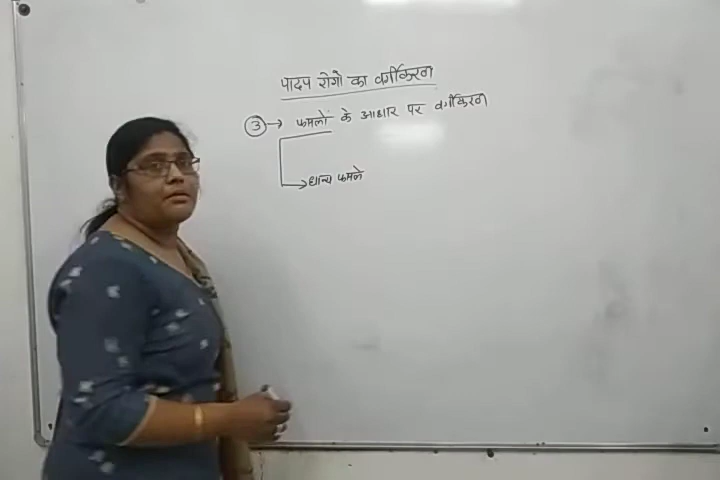 पादप रोगो का वर्गीकरण
③→ फसलों के आधार पर वर्गीकरण
→ धान्य फसले